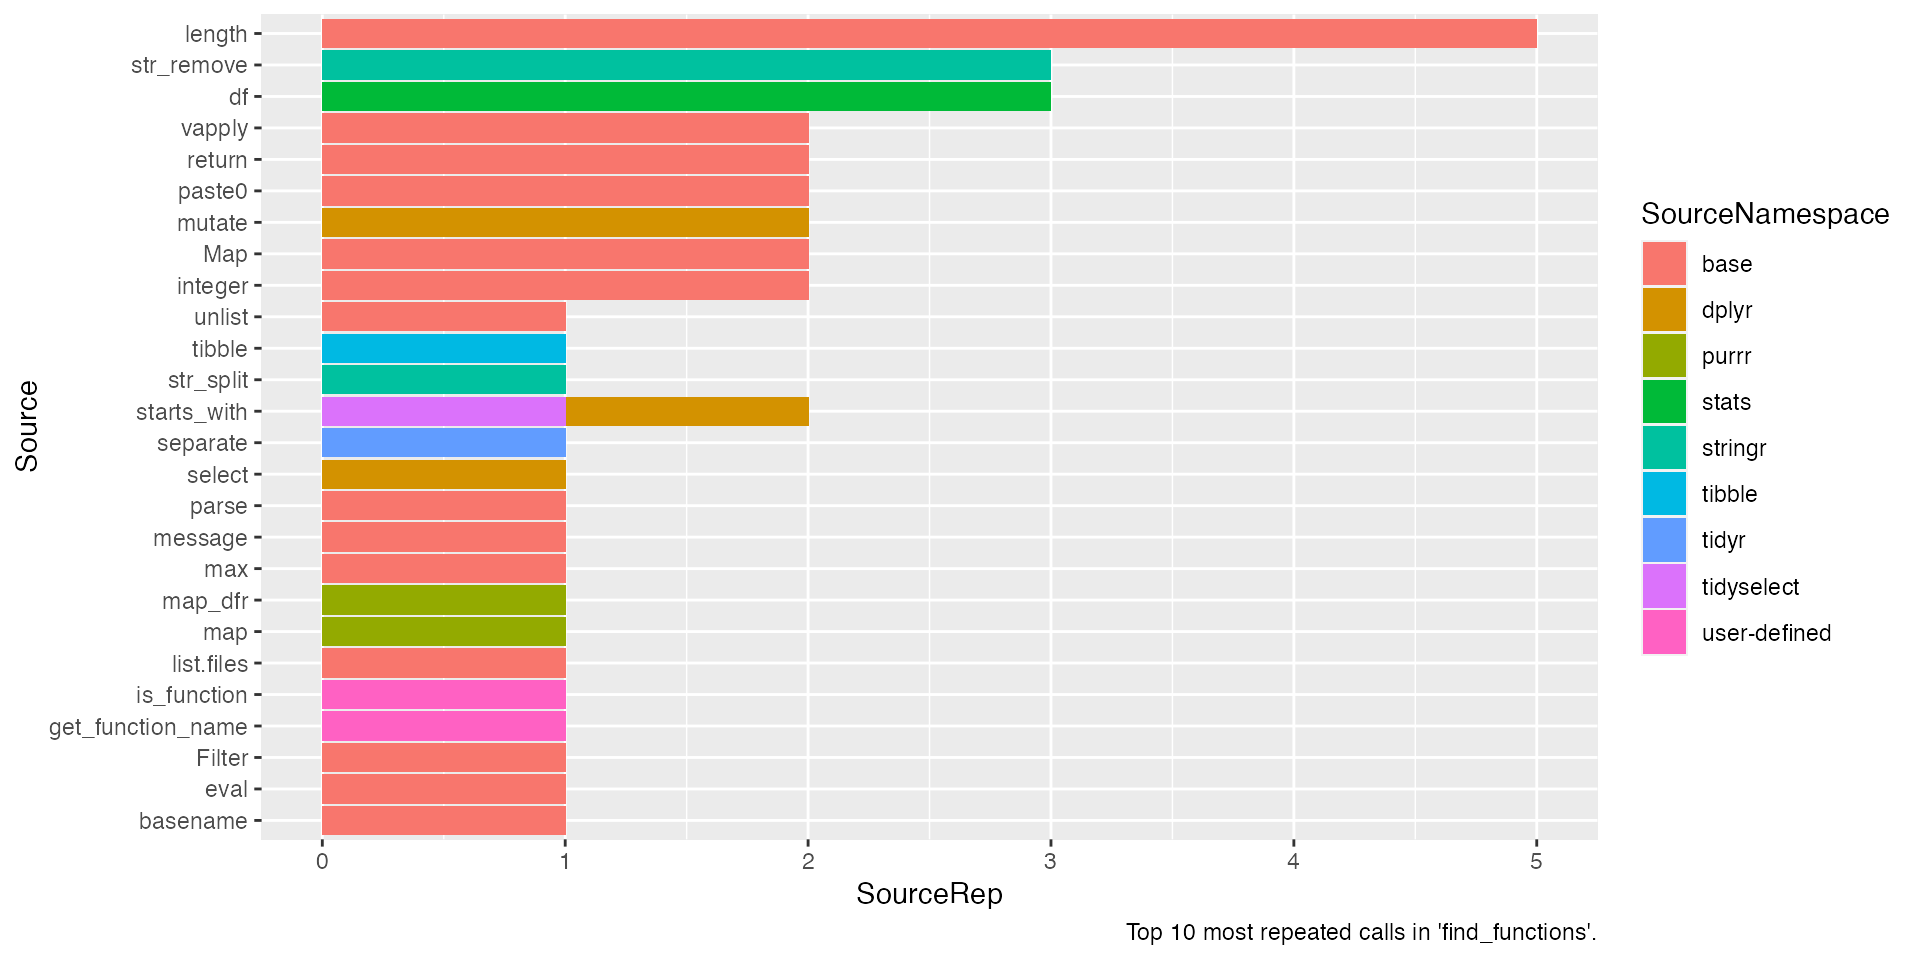 length
str_remove
df
vapply
return
paste0
mutate
Map
integer
unlist
tibble
str_split
starts_with
separate
select
parse
message
max
map_dfr
map
list.files
is_function
get_function_name
Filter
eval
basename
Source
0 1 2 3 4 5
SourceRep
SourceNamespace
base
dplyr
purrr
stats
stringr
tibble
tidyr
tidyselect
user-defined
Top 10 most repeated calls in 'find_functions'.